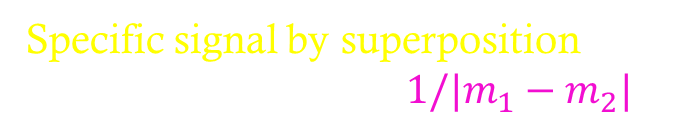 Specific signal by superposition
1/|m₁ − m₂|